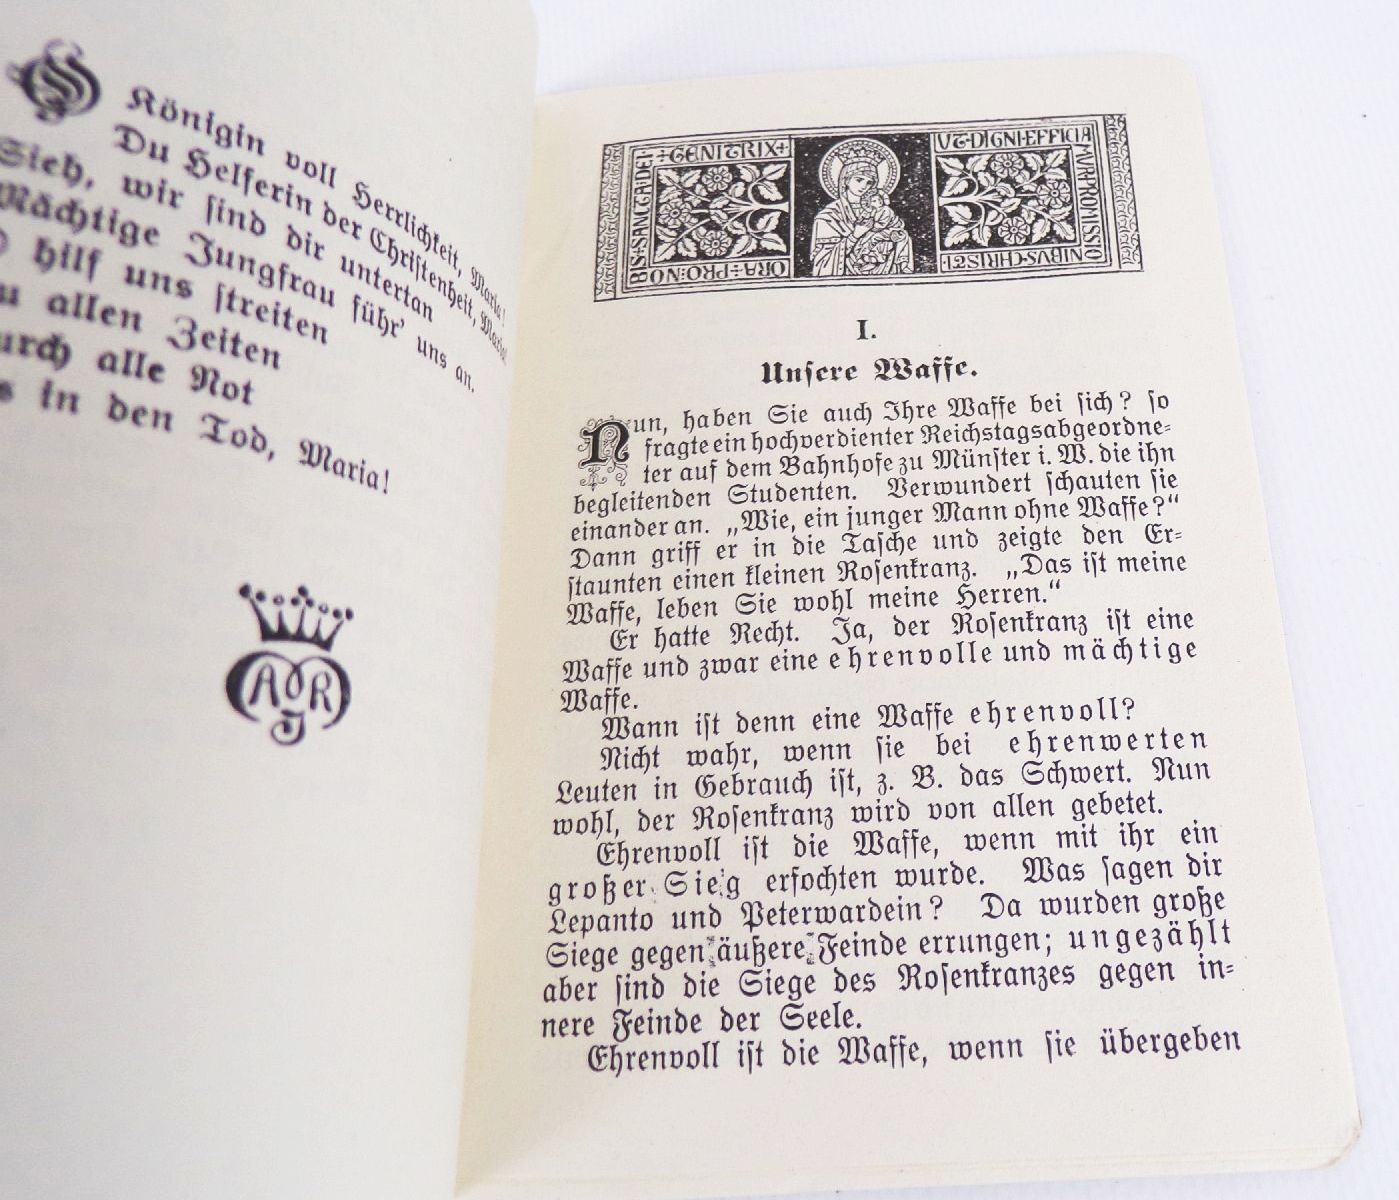 O Königin voll Herrlichkeit, Maria!
Du Helferin der Christenheit, Maria!
Sieh, wir sind dir untertan
Mächtige Jungfrau führ' uns an.
O hilf uns streiten
allen Zeiten
alle Not
in den Tod, Maria!
A R
J
BIS+SANCTA·DEI+GENITRIX+
ORA+PRO:NO
VT·DIGNI·EFFICIA
MVR·PROMISSIO
NIBVS·CHRISTI
I.
Unsere Waffe.
Nun, haben Sie auch Ihre Waffe bei sich? so
fragte ein hochverdienter Reichstagsabgeordne=
ter auf dem Bahnhofe zu Münster i. W. die ihn
begleitenden Studenten. Verwundert schauten sie
einander an. „Wie, ein junger Mann ohne Waffe?“
Dann griff er in die Tasche und zeigte den Er=
staunten einen kleinen Rosenkranz. „Das ist meine
Waffe, leben Sie wohl meine Herren.“
Er hatte Recht. Ja, der Rosenkranz ist eine
Waffe und zwar eine ehrenvolle und mächtige
Waffe.
Wann ist denn eine Waffe ehrenvoll?
Nicht wahr, wenn sie bei ehrenwerten
Leuten in Gebrauch ist, z. B. das Schwert. Nun
wohl, der Rosenkranz wird von allen gebetet.
Ehrenvoll ist die Waffe, wenn mit ihr ein
großer Sieg erfochten wurde. Was sagen dir
Lepanto und Peterwardein? Da wurden große
Siege gegen äußere Feinde errungen; ungezählt
aber sind die Siege des Rosenkranzes gegen in=
nere Feinde der Seele.
Ehrenvoll ist die Waffe, wenn sie übergeben